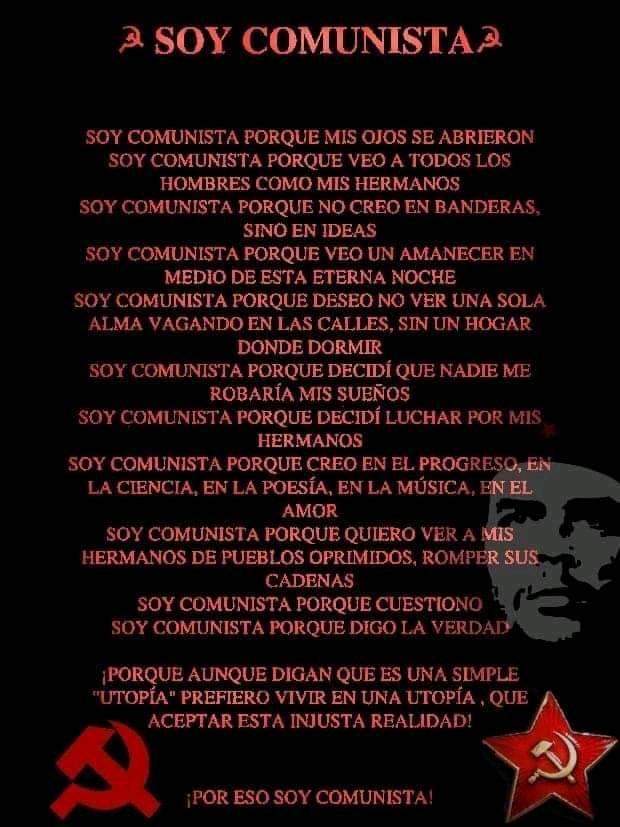 SOY COMUNISTA
SOY COMUNISTA PORQUE MIS OJOS SE ABRIERON
SOY COMUNISTA PORQUE VEO A TODOS LOS
HOMBRES COMO MIS HERMANOS
SOY COMUNISTA PORQUE NO CREO EN BANDERAS,
SINO EN IDEAS
SOY COMUNISTA PORQUE VEO UN AMANECER EN
MEDIO DE ESTA ETERNA NOCHE
SOY COMUNISTA PORQUE DESEO NO VER UNA SOLA
ALMA VAGANDO EN LAS CALLES, SIN UN HOGAR
DONDE DORMIR
SOY COMUNISTA PORQUE DECIDÍ QUE NADIE ME
ROBARÍA MIS SUEÑOS
SOY COMUNISTA PORQUE DECIDÍ LUCHAR POR MIS
HERMANOS
SOY COMUNISTA PORQUE CREO EN EL PROGRESO, EN
LA CIENCIA, EN LA POESÍA, EN LA MÚSICA, EN EL
AMOR
SOY COMUNISTA PORQUE QUIERO VER A MIS
HERMANOS DE PUEBLOS OPRIMIDOS, ROMPER SUS
CADENAS
SOY COMUNISTA PORQUE CUESTIONO
SOY COMUNISTA PORQUE DIGO LA VERDAD
¡PORQUE AUNQUE DIGAN QUE ES UNA SIMPLE
"UTOPÍA" PREFIERO VIVIR EN UNA UTOPÍA , QUE
ACEPTAR ESTA INJUSTA REALIDAD!
¡POR ESO SOY COMUNISTA!